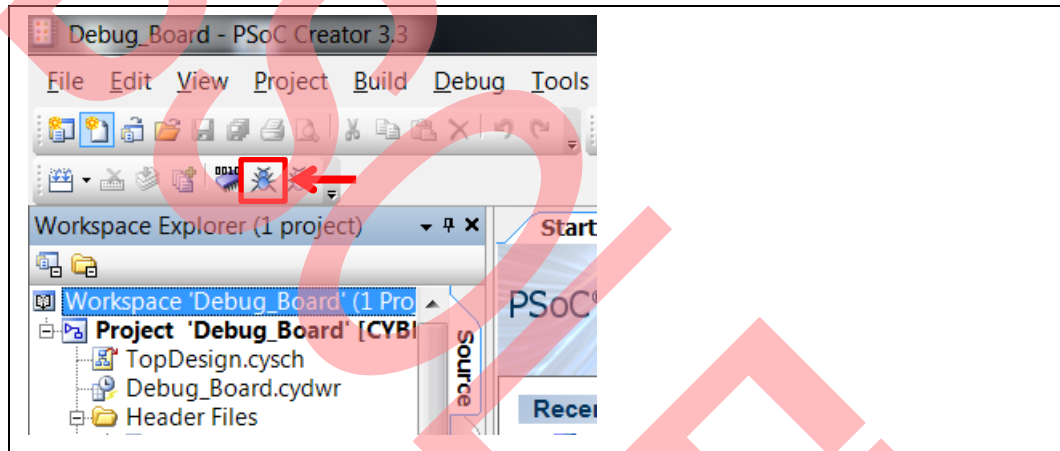 Debug_Board - PSoC Creator 3.3
File Edit View Project Build Debug Tools
Workspace Explorer (1 project)
Start
Workspace 'Debug_Board' (1 Pro
Project 'Debug_Board' [CYBI
TopDesign.cysch
Debug_Board.cydwr
Header Files
Source
PSoC®
Recer